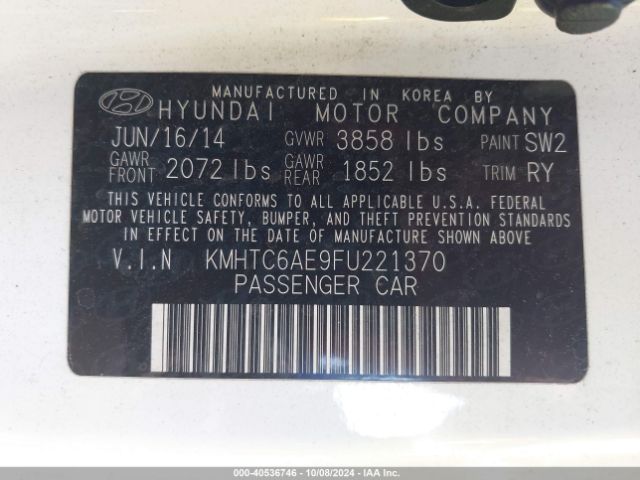 MANUFACTURED IN KOREA BY
HYUNDAI MOTOR COMPANY
JUN/16/14 GVWR 3858 lbs PAINT SW2
GAWR FRONT 2072 lbs GAWR REAR 1852 lbs TRIM RY
THIS VEHICLE CONFORMS TO ALL APPLICABLE U.S.A. FEDERAL
MOTOR VEHICLE SAFETY, BUMPER, AND THEFT PREVENTION STANDARDS
IN EFFECT ON THE DATE OF MANUFACTURE SHOWN ABOVE
V.I.N KMHTC6AE9FU221370
PASSENGER CAR
000-40536746 - 10/08/2024 - IAAI.COM